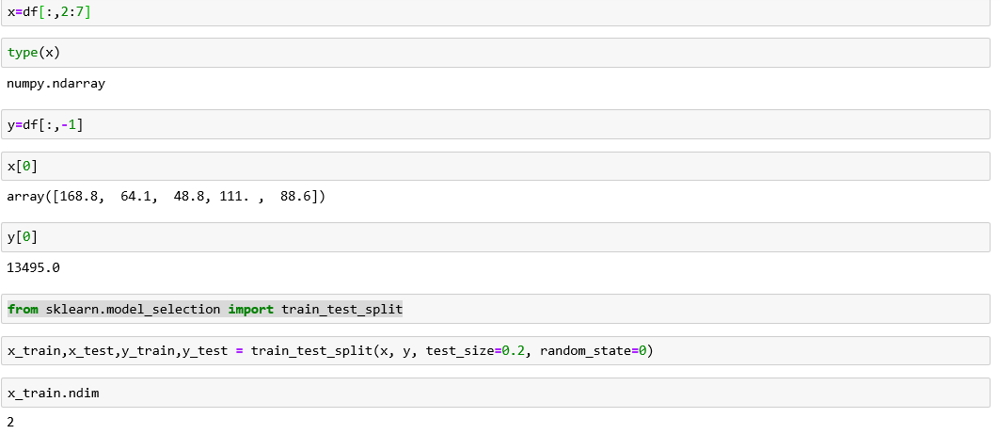 x=df[:,2:7]
type(x)
numpy.ndarray
y=df[:,-1]
x[0]
array([168.8,  64.1,  48.8, 111. ,  88.6])
y[0]
13495.0
from sklearn.model_selection import train_test_split
x_train,x_test,y_train,y_test = train_test_split(x, y, test_size=0.2, random_state=0)
x_train.ndim
2